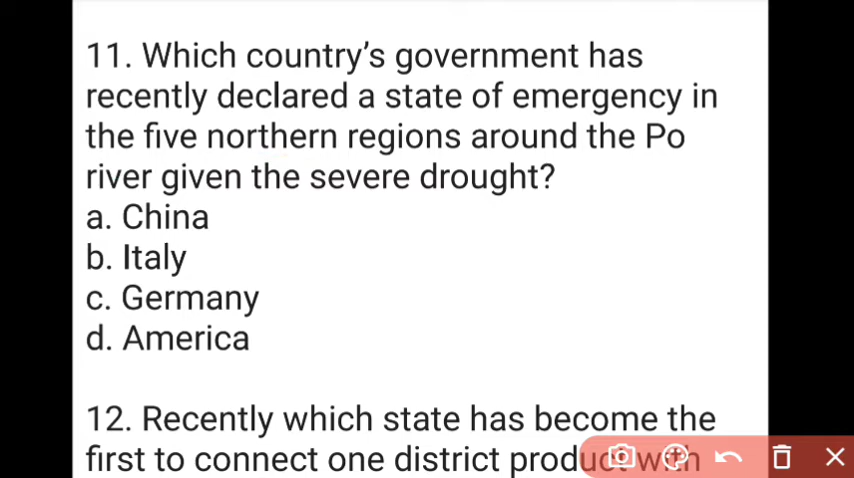 11. Which country's government has
recently declared a state of emergency in
the five northern regions around the Po
river given the severe drought?
a. China
b. Italy
c. Germany
d. America
12. Recently which state has become the
first to connect one district product with